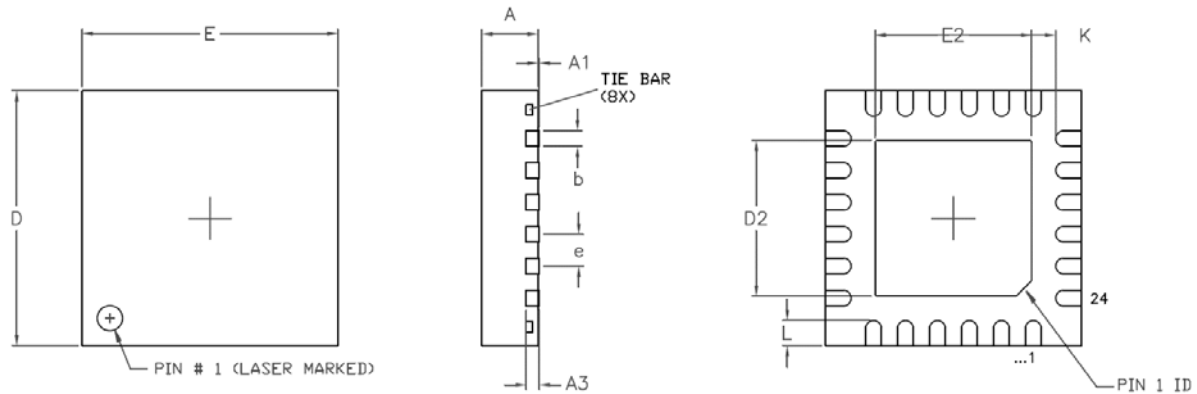 E
D
PIN # 1 (LASER MARKED)
A
A1
TIE BAR
(8X)
b
e
A3
E2
K
D2
24
L
...1
PIN 1 ID